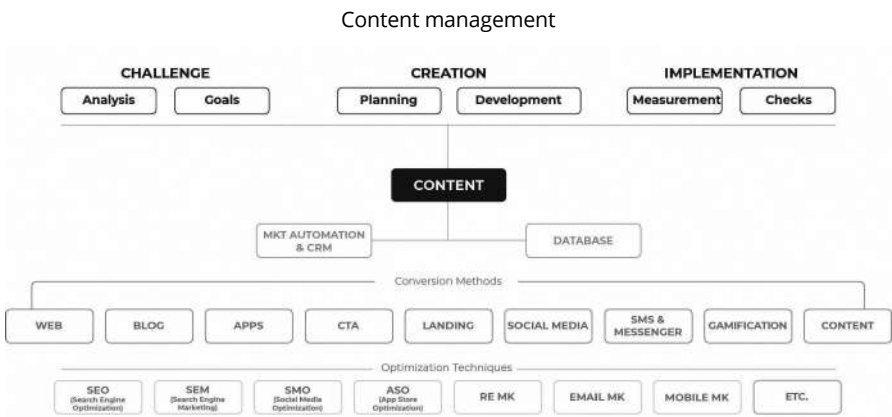 Content management
CHALLENGE CREATION IMPLEMENTATION
Analysis Goals Planning Development Measurement Checks
CONTENT
MKT AUTOMATION
& CRM
DATABASE
Conversion Methods
WEB BLOG APPS CTA LANDING SOCIAL MEDIA SMS &
MESSENGER GAMIFICATION CONTENT
Optimization Techniques
SEO
(Search Engine
Optimization)
SEM
(Search Engine
Marketing)
SMO
(Social Media
Optimization)
ASO
(App Store
Optimization)
RE MK
EMAIL MK
MOBILE MK
ETC.